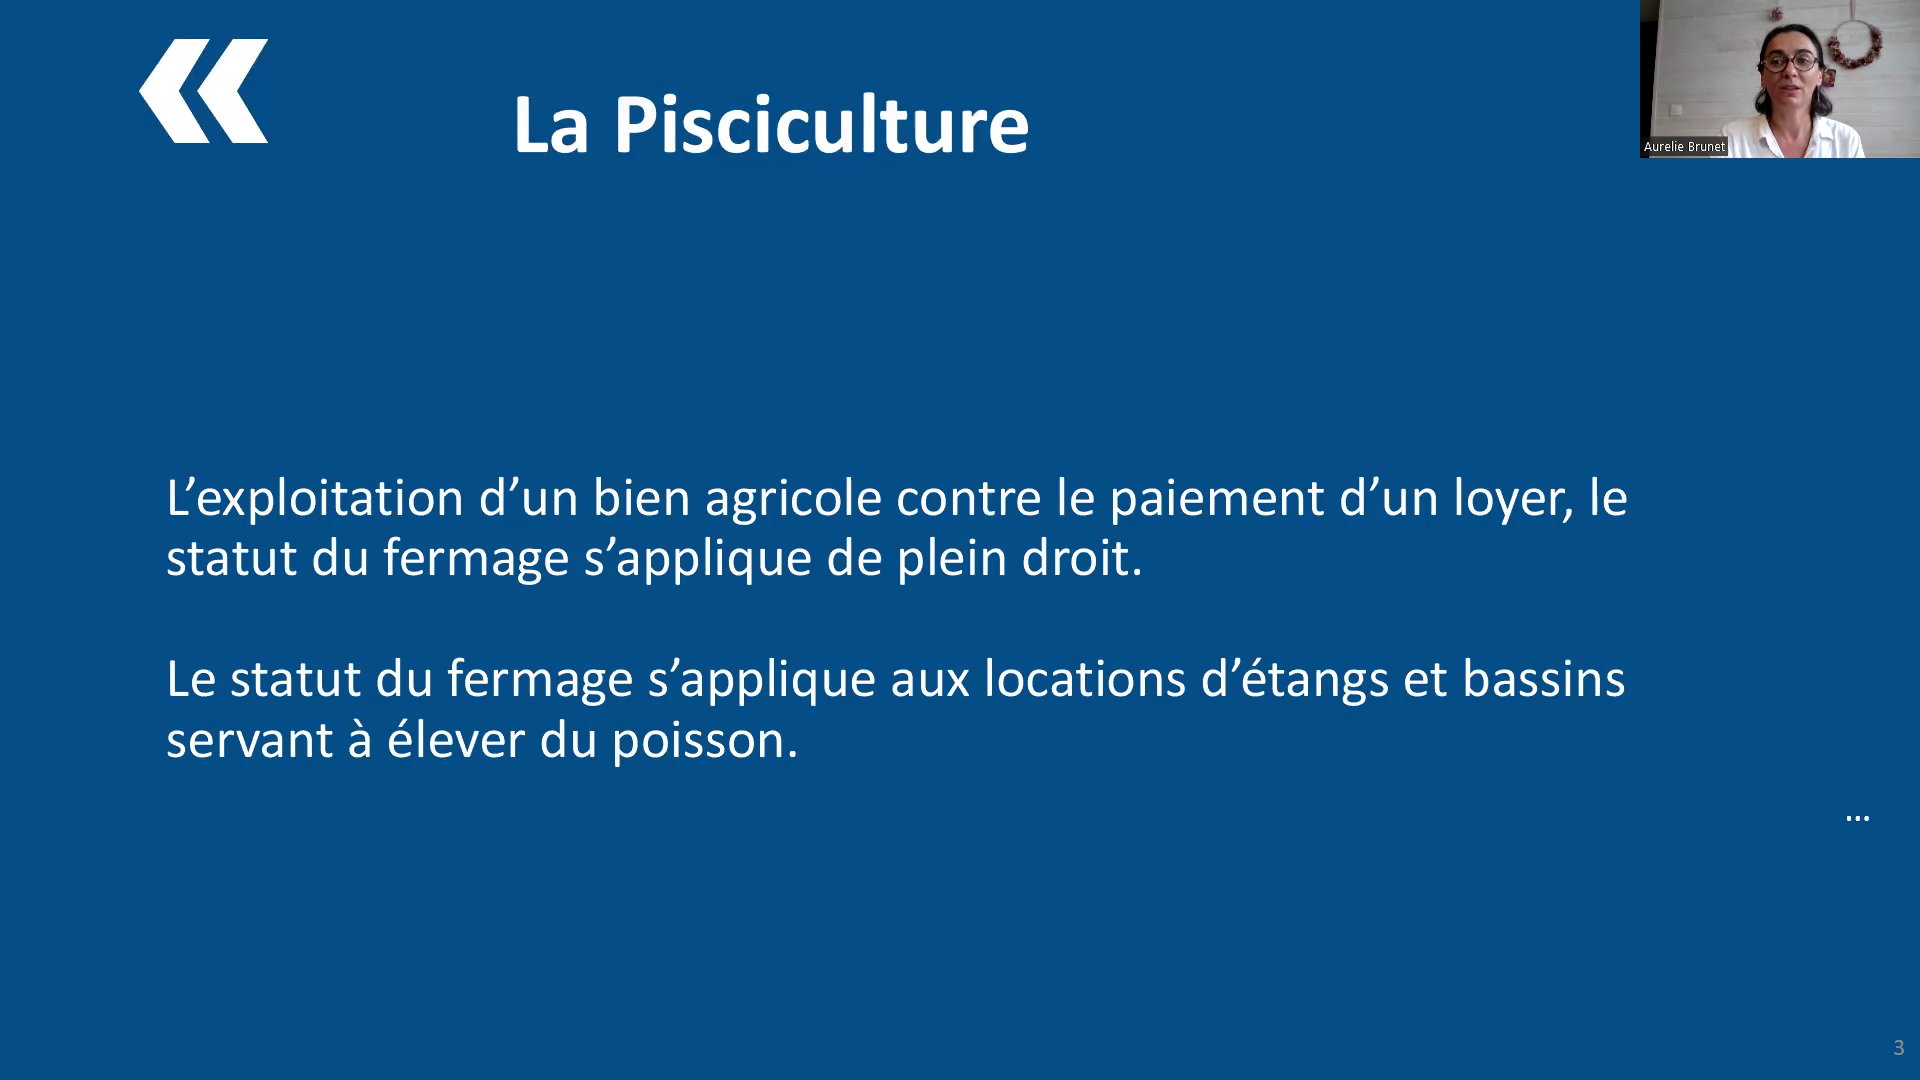 La Pisciculture
Aurelie Brunet
L’exploitation d’un bien agricole contre le paiement d’un loyer, le
statut du fermage s’applique de plein droit.
Le statut du fermage s’applique aux locations d’étangs et bassins
servant à élever du poisson.
...
3